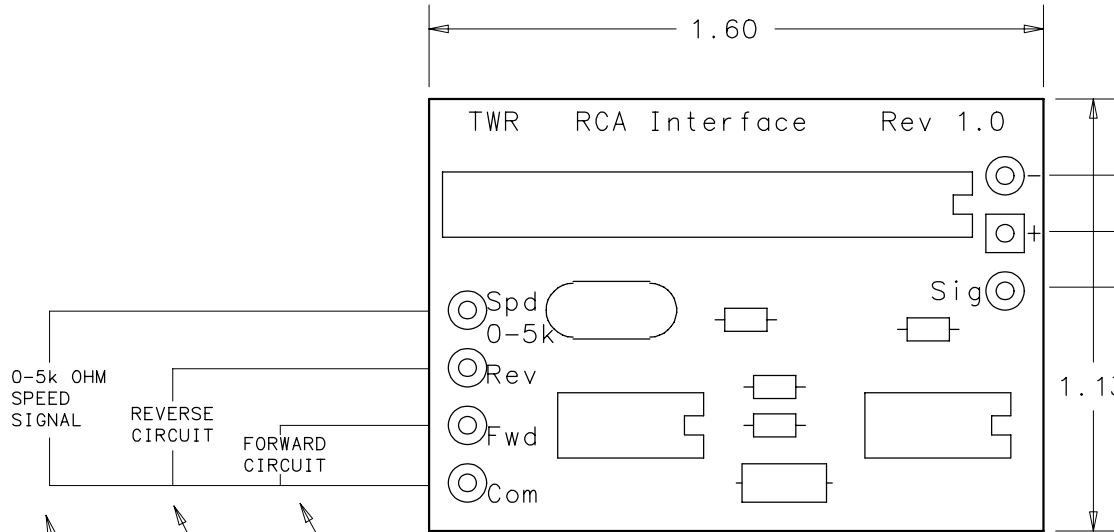 1.60
TWR RCA Interface Rev 1.0
-
+
Sig
Spd
0-5k
Rev
Fwd
Com
0-5k OHM
SPEED
SIGNAL
REVERSE
CIRCUIT
FORWARD
CIRCUIT